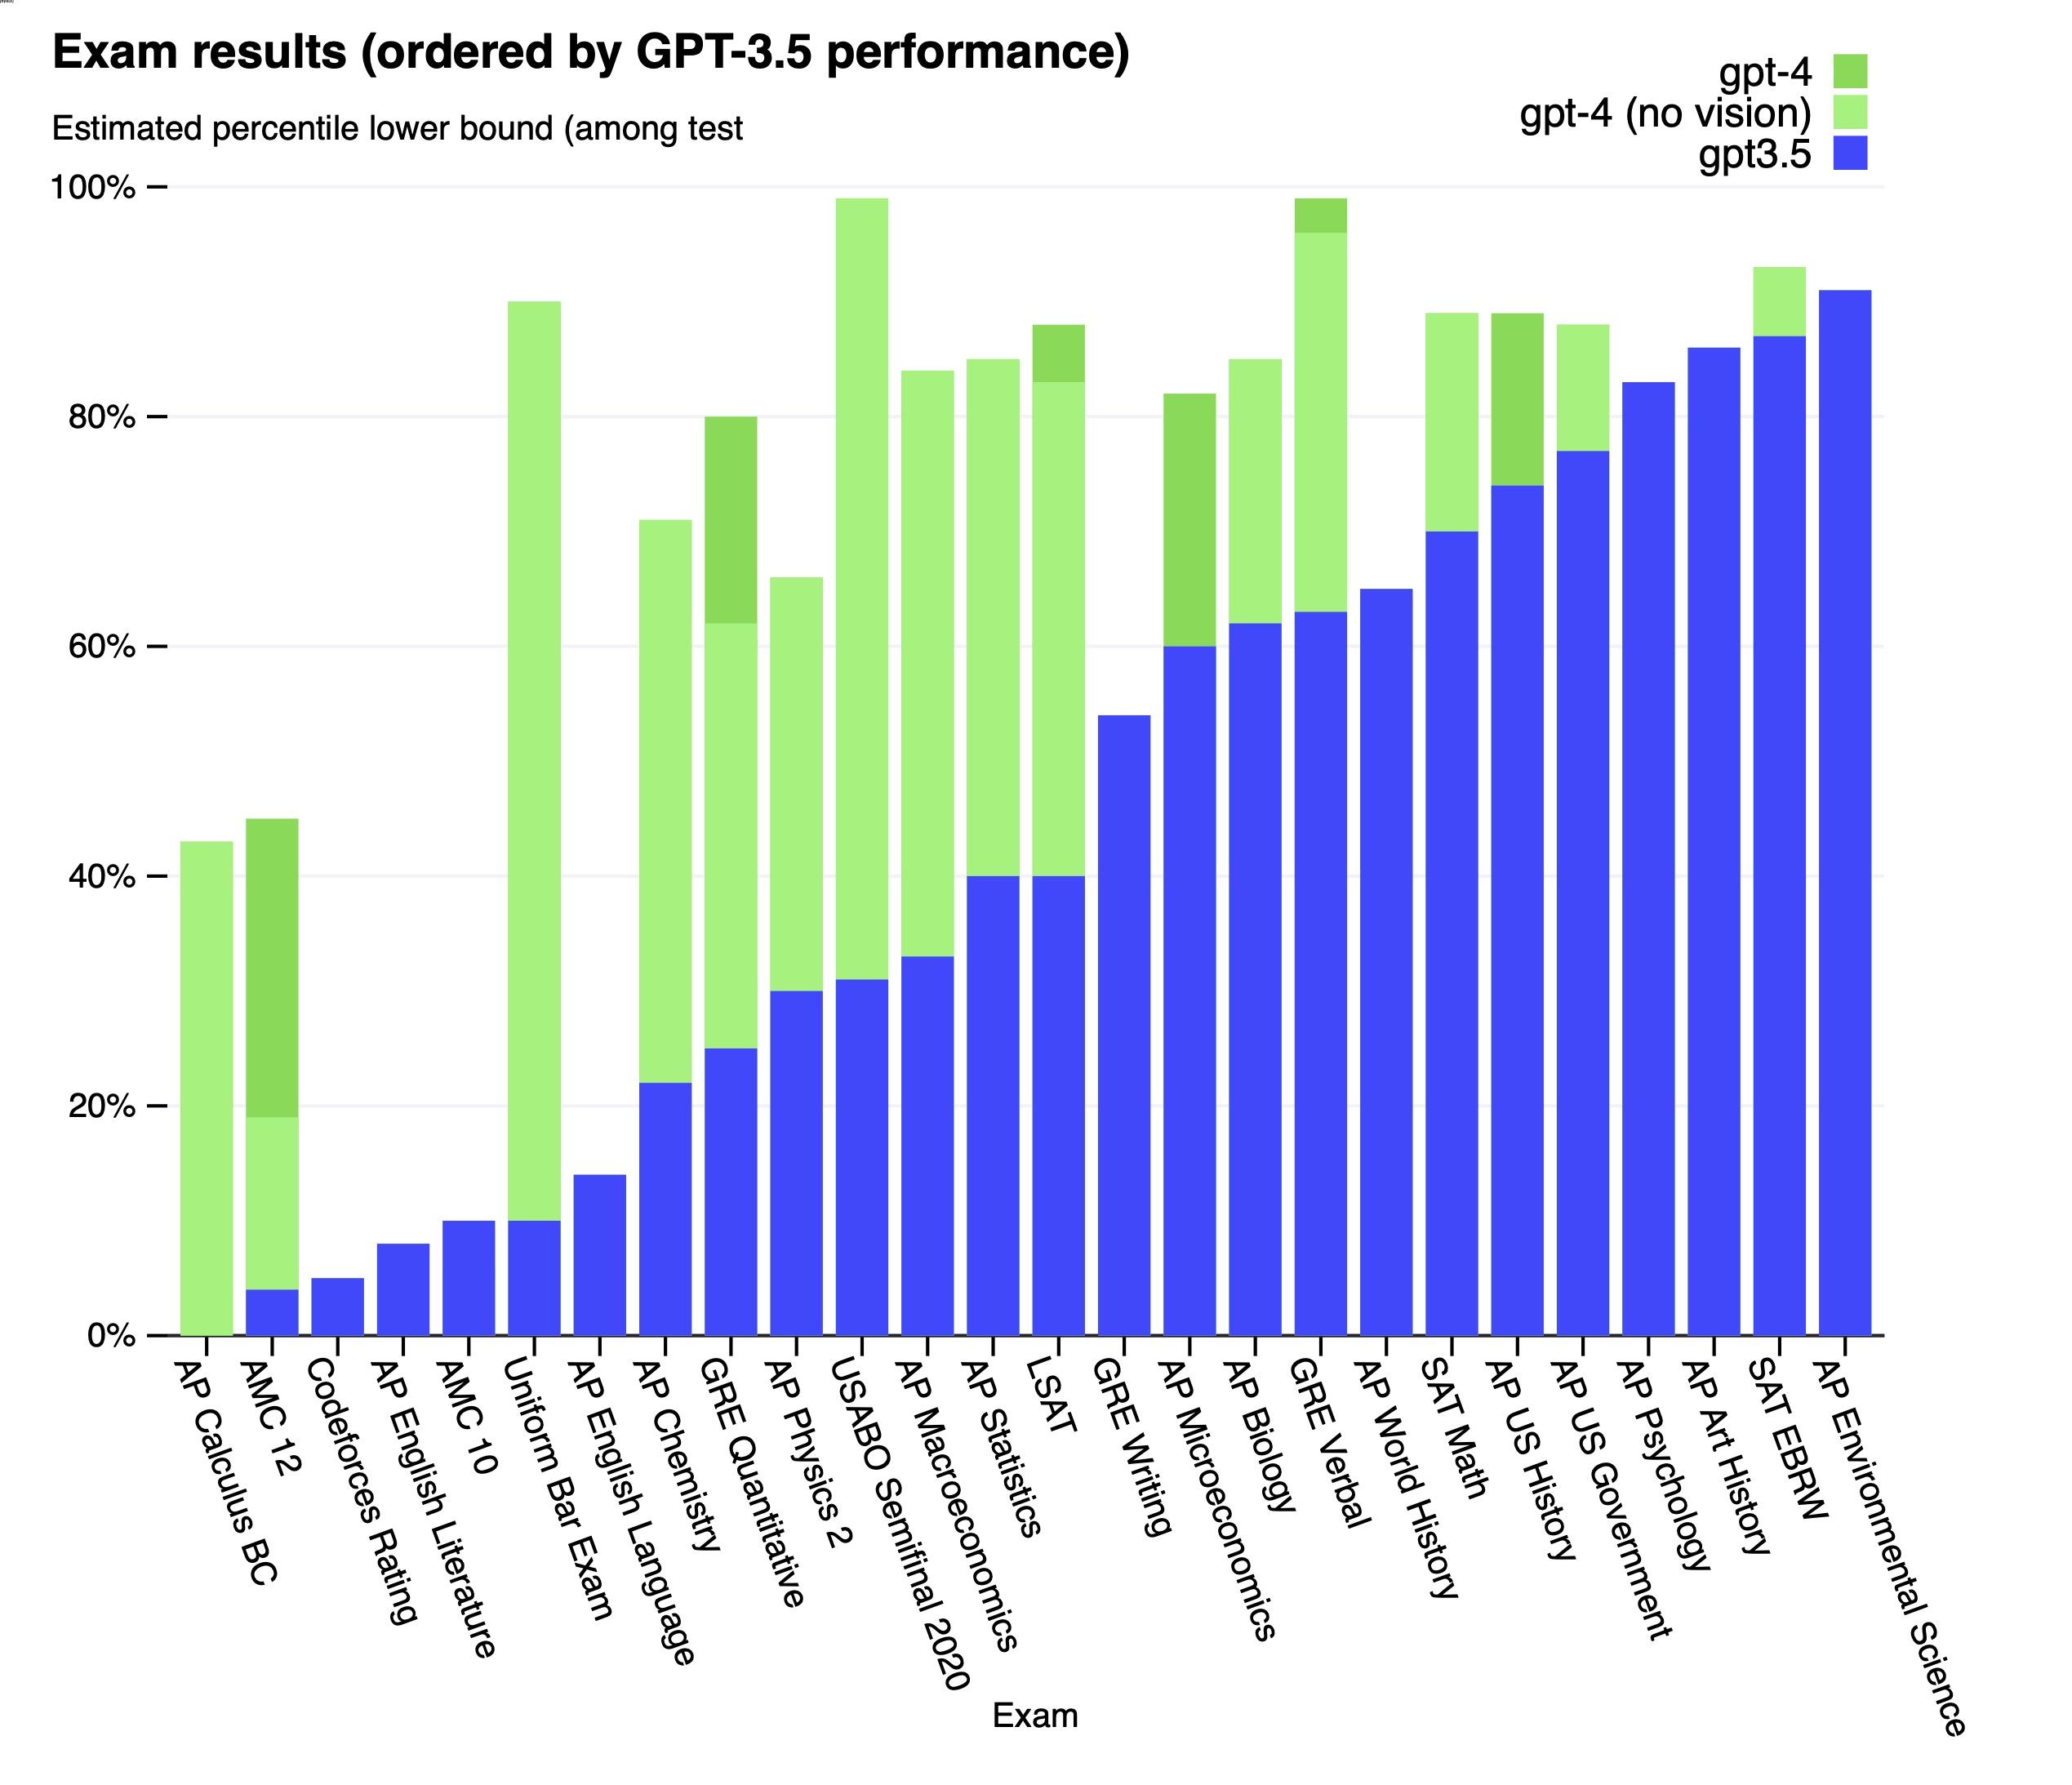 Exam results (ordered by GPT-3.5 performance)
Estimated percentile lower bound (among test
gpt-4
gpt-4 (no vision)
gpt3.5
100%
80%
60%
40%
20%
0%
AP Calculus BC
AMC 12
Codeforces Rating
AP English Literature
AMC 10
Uniform Bar Exam
AP English Language
AP Chemistry
GRE Quantitative
AP Physics 2
USABO Semifinal 2020
AP Macroeconomics
AP Statistics
LSAT
GRE Writing
AP Microeconomics
AP Biology
GRE Verbal
AP World History
SAT Math
AP US History
AP US Government
AP Psychology
AP Art History
SAT EBRW
AP Environmental Science
Exam